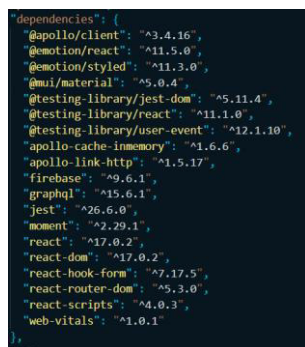 "dependencies": {
"@apollo/client": "^3.4.16",
"@emotion/react": "^11.5.0",
"@emotion/styled": "^11.3.0",
"@mui/material": "^5.0.4",
"@testing-library/jest-dom": "^5.11.4",
"@testing-library/react": "^11.1.0",
"@testing-library/user-event": "^12.1.10",
"apollo-cache-inmemory": "^1.6.6",
"apollo-link-http": "^1.5.17",
"firebase": "^9.6.1",
"graphql": "^15.6.1",
"jest": "^26.6.0",
"moment": "^2.29.1",
"react": "^17.0.2",
"react-dom": "^17.0.2",
"react-hook-form": "^7.17.5",
"react-router-dom": "^5.3.0",
"react-scripts": "^4.0.3",
"web-vitals": "^1.0.1"
},